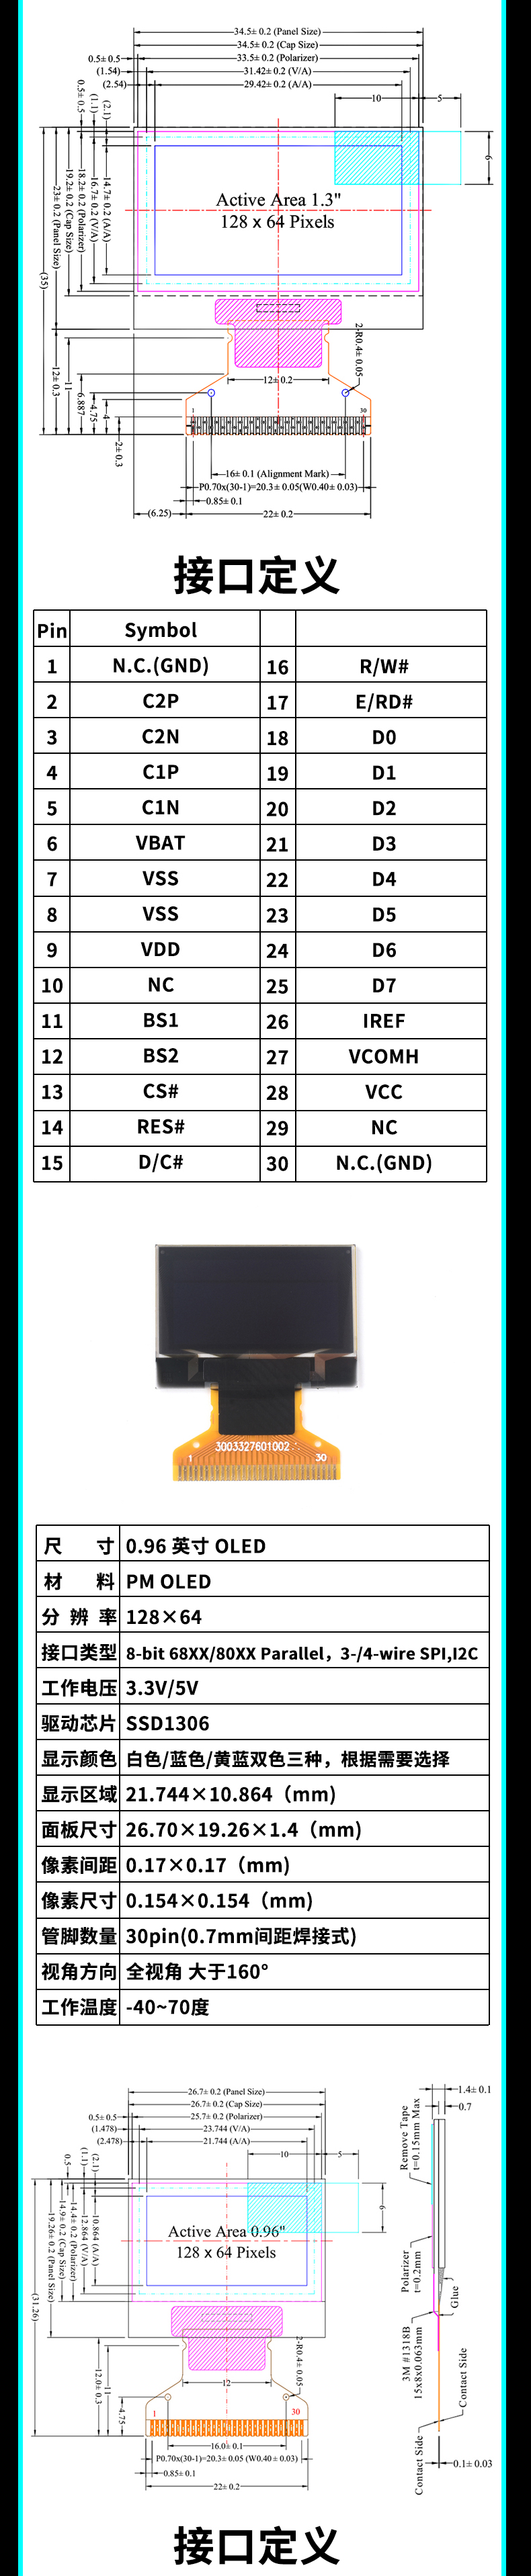 34.5± 0.2 (Panel Size)
34.5± 0.2 (Cap Size)
0.5± 0.5
33.5± 0.2 (Polarizer)
(1.54)
31.42± 0.2 (V/A)
(2.54)
29.42± 0.2 (A/A)
10
5
0.5± 0.5
(1.1)
(2.1)
6
(35)
23± 0.2 (Panel Size)
19.2± 0.2 (Cap Size)
18.2± 0.2 (Polarizer)
16.7± 0.2 (V/A)
14.7± 0.2 (A/A)
Active Area 1.3"
128 x 64 Pixels
12± 0.3
11
6.887
4.75
4
2± 0.3
2-R0.4± 0.05
12± 0.2
1
30
16± 0.1 (Alignment Mark)
P0.70x(30-1)=20.3± 0.05(W0.40± 0.03)
0.85± 0.1
(6.25)
22± 0.2
接口定义
Pin Symbol
1 N.C.(GND) 16 R/W#
2 C2P 17 E/RD#
3 C2N 18 D0
4 C1P 19 D1
5 C1N 20 D2
6 VBAT 21 D3
7 VSS 22 D4
8 VSS 23 D5
9 VDD 24 D6
10 NC 25 D7
11 BS1 26 IREF
12 BS2 27 VCOMH
13 CS# 28 VCC
14 RES# 29 NC
15 D/C# 30 N.C.(GND)
3003327601002
1 30
尺 寸 0.96 英寸 OLED
材 料 PM OLED
分 辨 率 128×64
接口类型 8-bit 68XX/80XX Parallel，3-/4-wire SPI,I2C
工作电压 3.3V/5V
驱动芯片 SSD1306
显示颜色 白色/蓝色/黄蓝双色三种，根据需要选择
显示区域 21.744×10.864（mm)
面板尺寸 26.70×19.26×1.4（mm)
像素间距 0.17×0.17（mm)
像素尺寸 0.154×0.154（mm)
管脚数量 30pin(0.7mm间距焊接式)
视角方向 全视角 大于160°
工作温度 -40~70度
26.7± 0.2 (Panel Size)
26.7± 0.2 (Cap Size)
0.5± 0.5
25.7± 0.2 (Polarizer)
(1.478)
23.744 (V/A)
(2.478)
21.744 (A/A)
10
5
0.5
(1.1)
(2.1)
6
(31.26)
19.26± 0.2 (Panel Size)
14.9± 0.2 (Cap Size)
14.4± 0.2 (Polarizer)
12.864 (V/A)
10.864 (A/A)
Active Area 0.96"
128 x 64 Pixels
12.0± 0.3
11
4.75
2-R0.4± 0.05
12
1
30
16.0± 0.1
P0.70x(30-1)=20.3± 0.05 (W0.40± 0.03)
0.85± 0.1
22± 0.2
1.4± 0.1
0.7
Remove Tape
t=0.15mm Max
Polarizer
t=0.2mm
Glue
3M #1318B
15x8x0.063mm
Contact Side
Contact Side
0.1± 0.03
接口定义